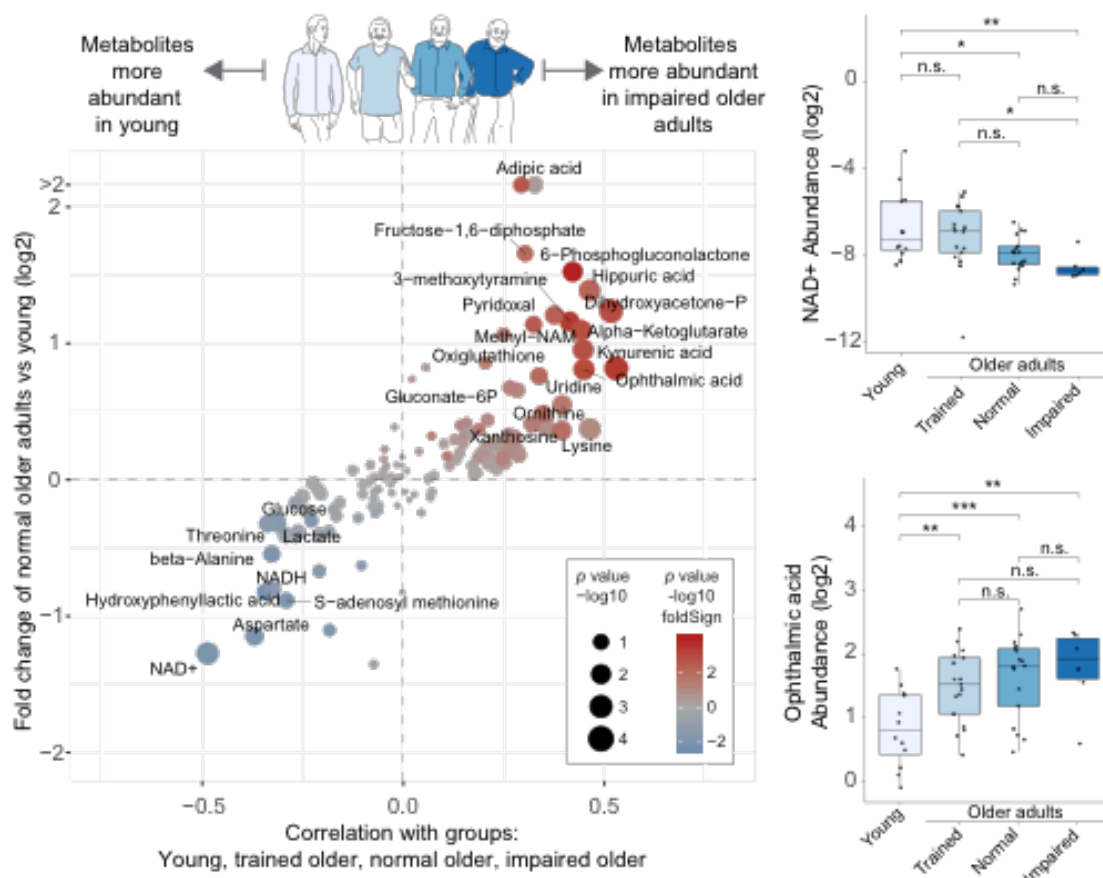 Metabolites
more
abundant
in young
Metabolites
more abundant
in impaired older
adults
Fold change of normal older adults vs young (log2)
>2
2
1
0
−1
−2
Adipic acid
Fructose−1,6−diphosphate
6−Phosphogluconolactone
3−methoxytyramine
Hippuric acid
Dihydroxyacetone−P
Pyridoxal
Methyl−NAM
Alpha−Ketoglutarate
Oxiglutathione
Kynurenic acid
Uridine
Ophthalmic acid
Gluconate−6P
Ornithine
Xanthosine
Lysine
Glucose
Threonine
Lactate
beta−Alanine
NADH
Hydroxyphenyllactic acid
S−adenosyl methionine
Aspartate
NAD+
ρ value
−log10
1
2
3
4
ρ value
-log10
foldSign
2
0
−2
−0.5
0.0
0.5
Correlation with groups:
Young, trained older, normal older, impaired older
NAD+ Abundance (log2)
0
−4
−8
−12
**
*
n.s.
n.s.
*
n.s.
Older adults
Young
Trained
Normal
Impaired
Ophthalmic acid
Abundance (log2)
4
3
2
1
0
**
***
**
n.s.
n.s.
n.s.
Older adults
Young
Trained
Normal
Impaired